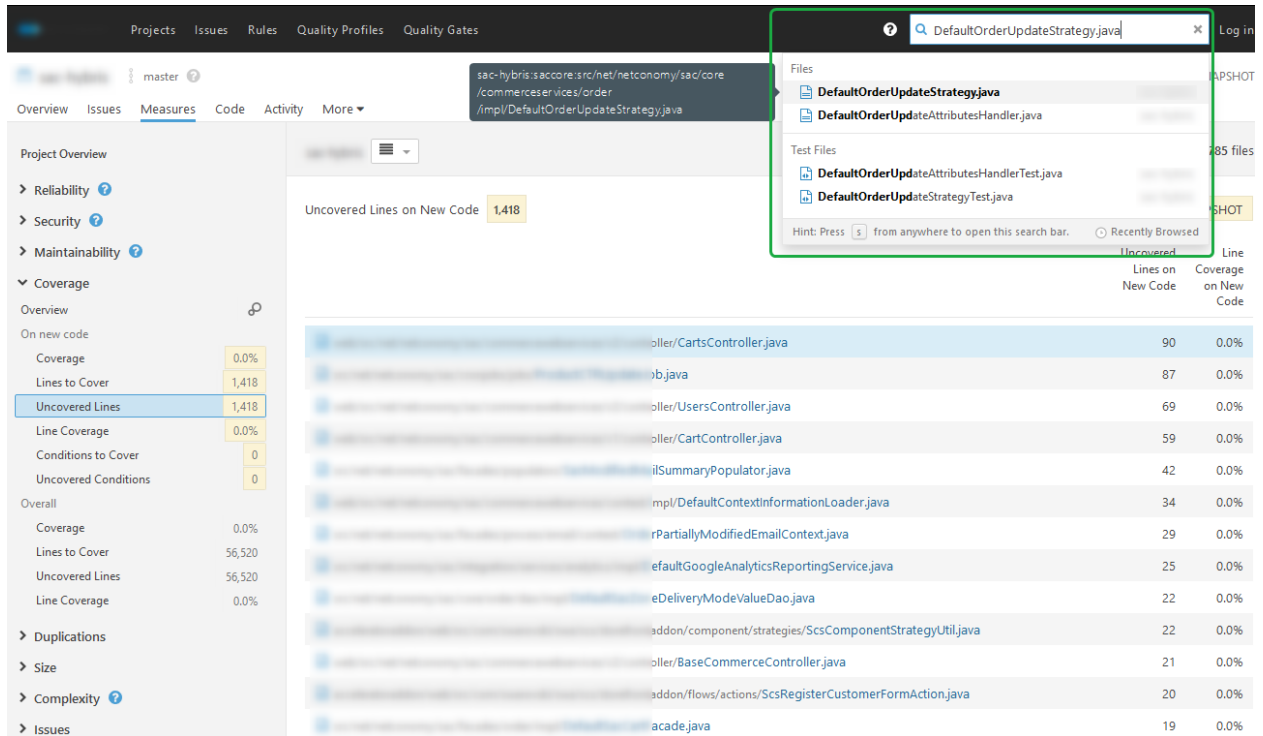 Projects Issues Rules Quality Profiles Quality Gates
DefaultOrderUpdateStrategy.java
Log in
master
sac-hybris:saccore:src/net/netconomy/sac/core
/commerceservices/order
/impl/DefaultOrderUpdateStrategy.java
Files
DefaultOrderUpdateStrategy.java
DefaultOrderUpdateAttributesHandler.java
Test Files
DefaultOrderUpdateAttributesHandlerTest.java
DefaultOrderUpdateStrategyTest.java
Hint: Press s from anywhere to open this search bar. Recently Browsed
Overview Issues Measures Code Activity More
Project Overview
Reliability
Security
Maintainability
Coverage
Overview
On new code
Coverage 0.0%
Lines to Cover 1,418
Uncovered Lines 1,418
Line Coverage 0.0%
Conditions to Cover 0
Uncovered Conditions 0
Overall
Coverage 0.0%
Lines to Cover 56,520
Uncovered Lines 56,520
Line Coverage 0.0%
Duplications
Size
Complexity
Issues
files
Uncovered Lines on New Code 1,418
Uncovered
Lines on
New Code
Line
Coverage
on New
Code
oller/CartsController.java 90 0.0%
ob.java 87 0.0%
oller/UsersController.java 69 0.0%
oller/CartController.java 59 0.0%
ilSummaryPopulator.java 42 0.0%
mpl/DefaultContextInformationLoader.java 34 0.0%
rPartiallyModifiedEmailContext.java 29 0.0%
efaultGoogleAnalyticsReportingService.java 25 0.0%
eDeliveryModeValueDao.java 22 0.0%
addon/component/strategies/ScsComponentStrategyUtil.java 22 0.0%
oller/BaseCommerceController.java 21 0.0%
addon/flows/actions/ScsRegisterCustomerFormAction.java 20 0.0%
acade.java 19 0.0%